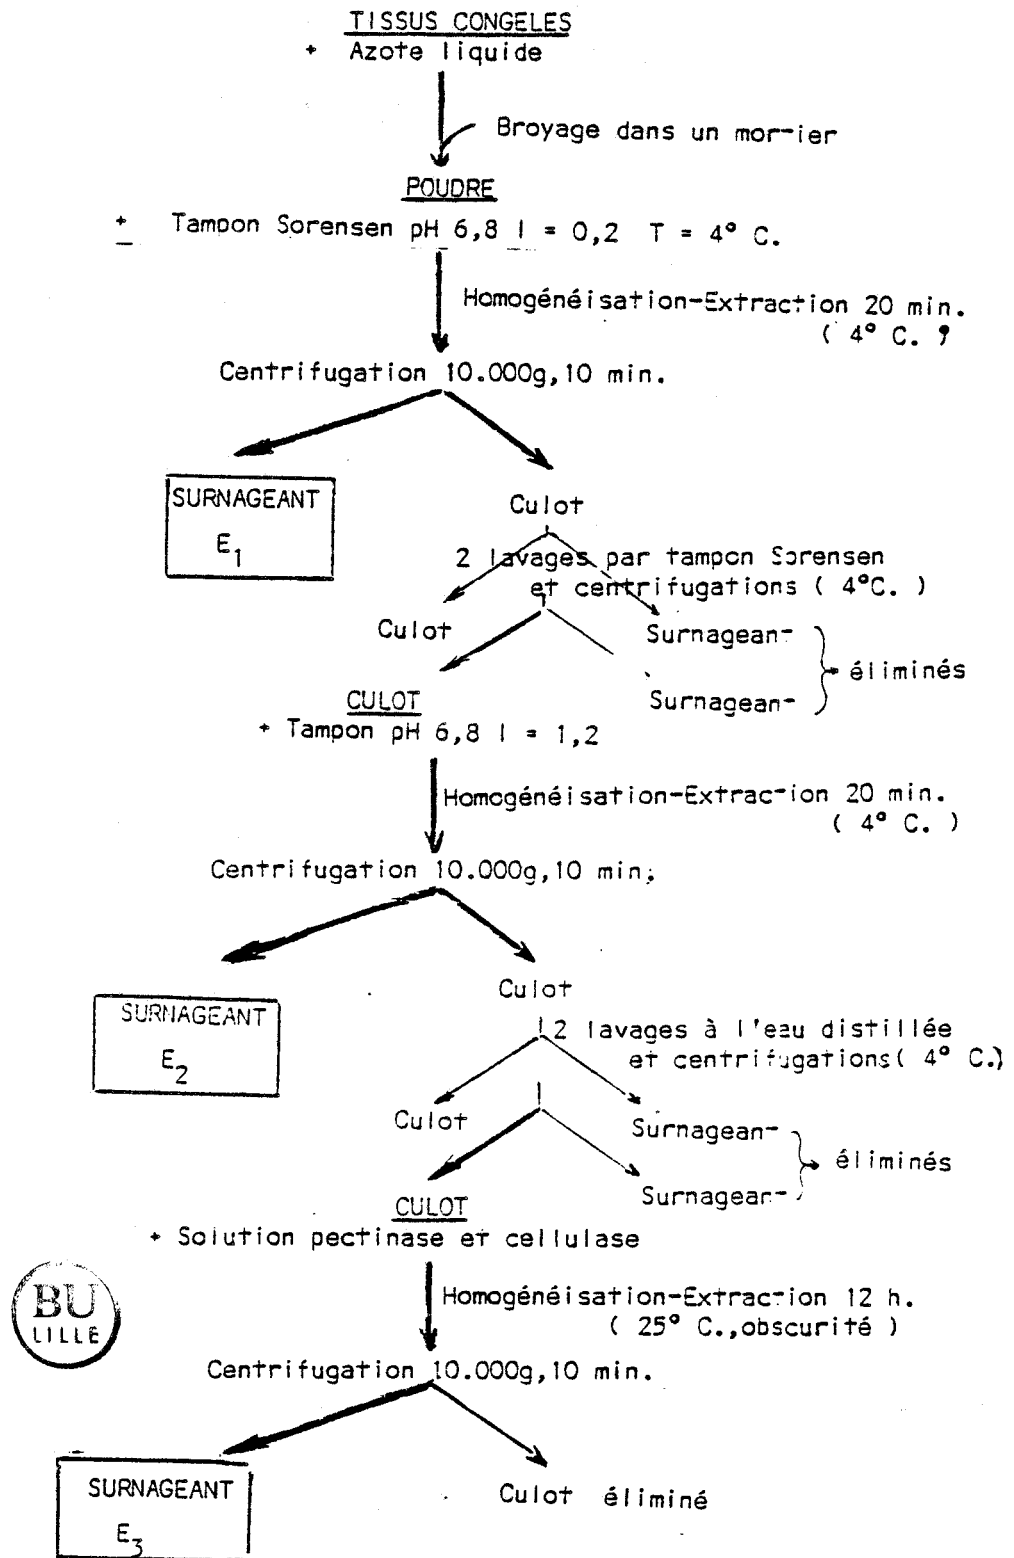 TISSUS CONGELES
+ Azote liquide
Broyage dans un mortier
POUDRE
+ Tampon Sorensen pH 6,8 I = 0,2 T = 4° C.
Homogénéisation-Extraction 20 min.
( 4° C. )
Centrifugation 10.000g,10 min.
SURNAGEANT
E1
Culot
2 lavages par tampon Sorensen
et centrifugations ( 4°C. )
Culot
Surnageant
éliminés
Surnageant
CULOT
+ Tampon pH 6,8 I = 1,2
Homogénéisation-Extraction 20 min.
( 4° C. )
Centrifugation 10.000g,10 min.
SURNAGEANT
E2
Culot
2 lavages à l'eau distillée
et centrifugations( 4° C.)
Culot
Surnageant
éliminés
Surnageant
CULOT
+ Solution pectinase et cellulase
BU
LILLE
Homogénéisation-Extraction 12 h.
( 25° C.,obscurité )
Centrifugation 10.000g,10 min.
SURNAGEANT
E3
Culot éliminé